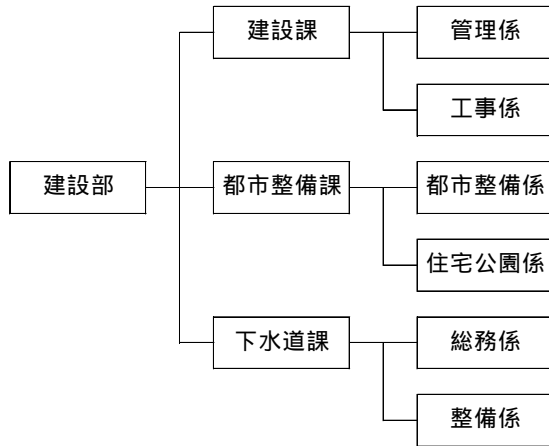 建設部
建設課
管理係
工事係
都市整備課
都市整備係
住宅公園係
下水道課
総務係
整備係